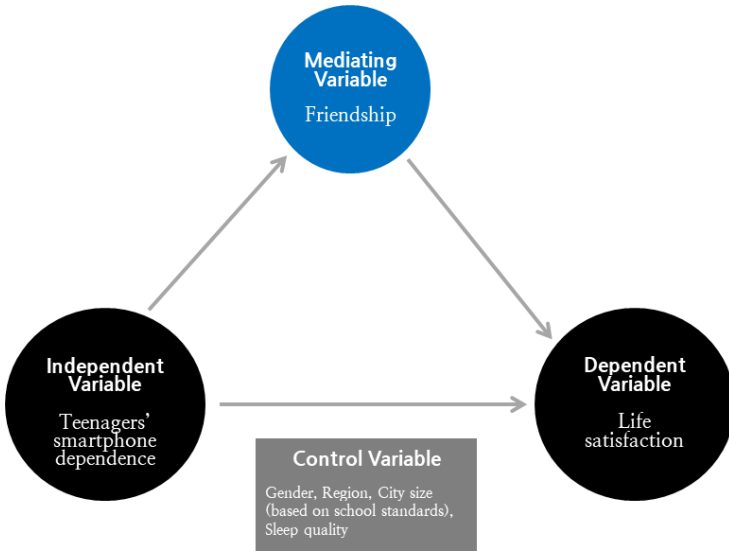 Mediating
Variable
Friendship
Independent
Variable
Teenagers'
smartphone
dependence
Dependent
Variable
Life
satisfaction
Control Variable
Gender, Region, City size
(based on school standards),
Sleep quality